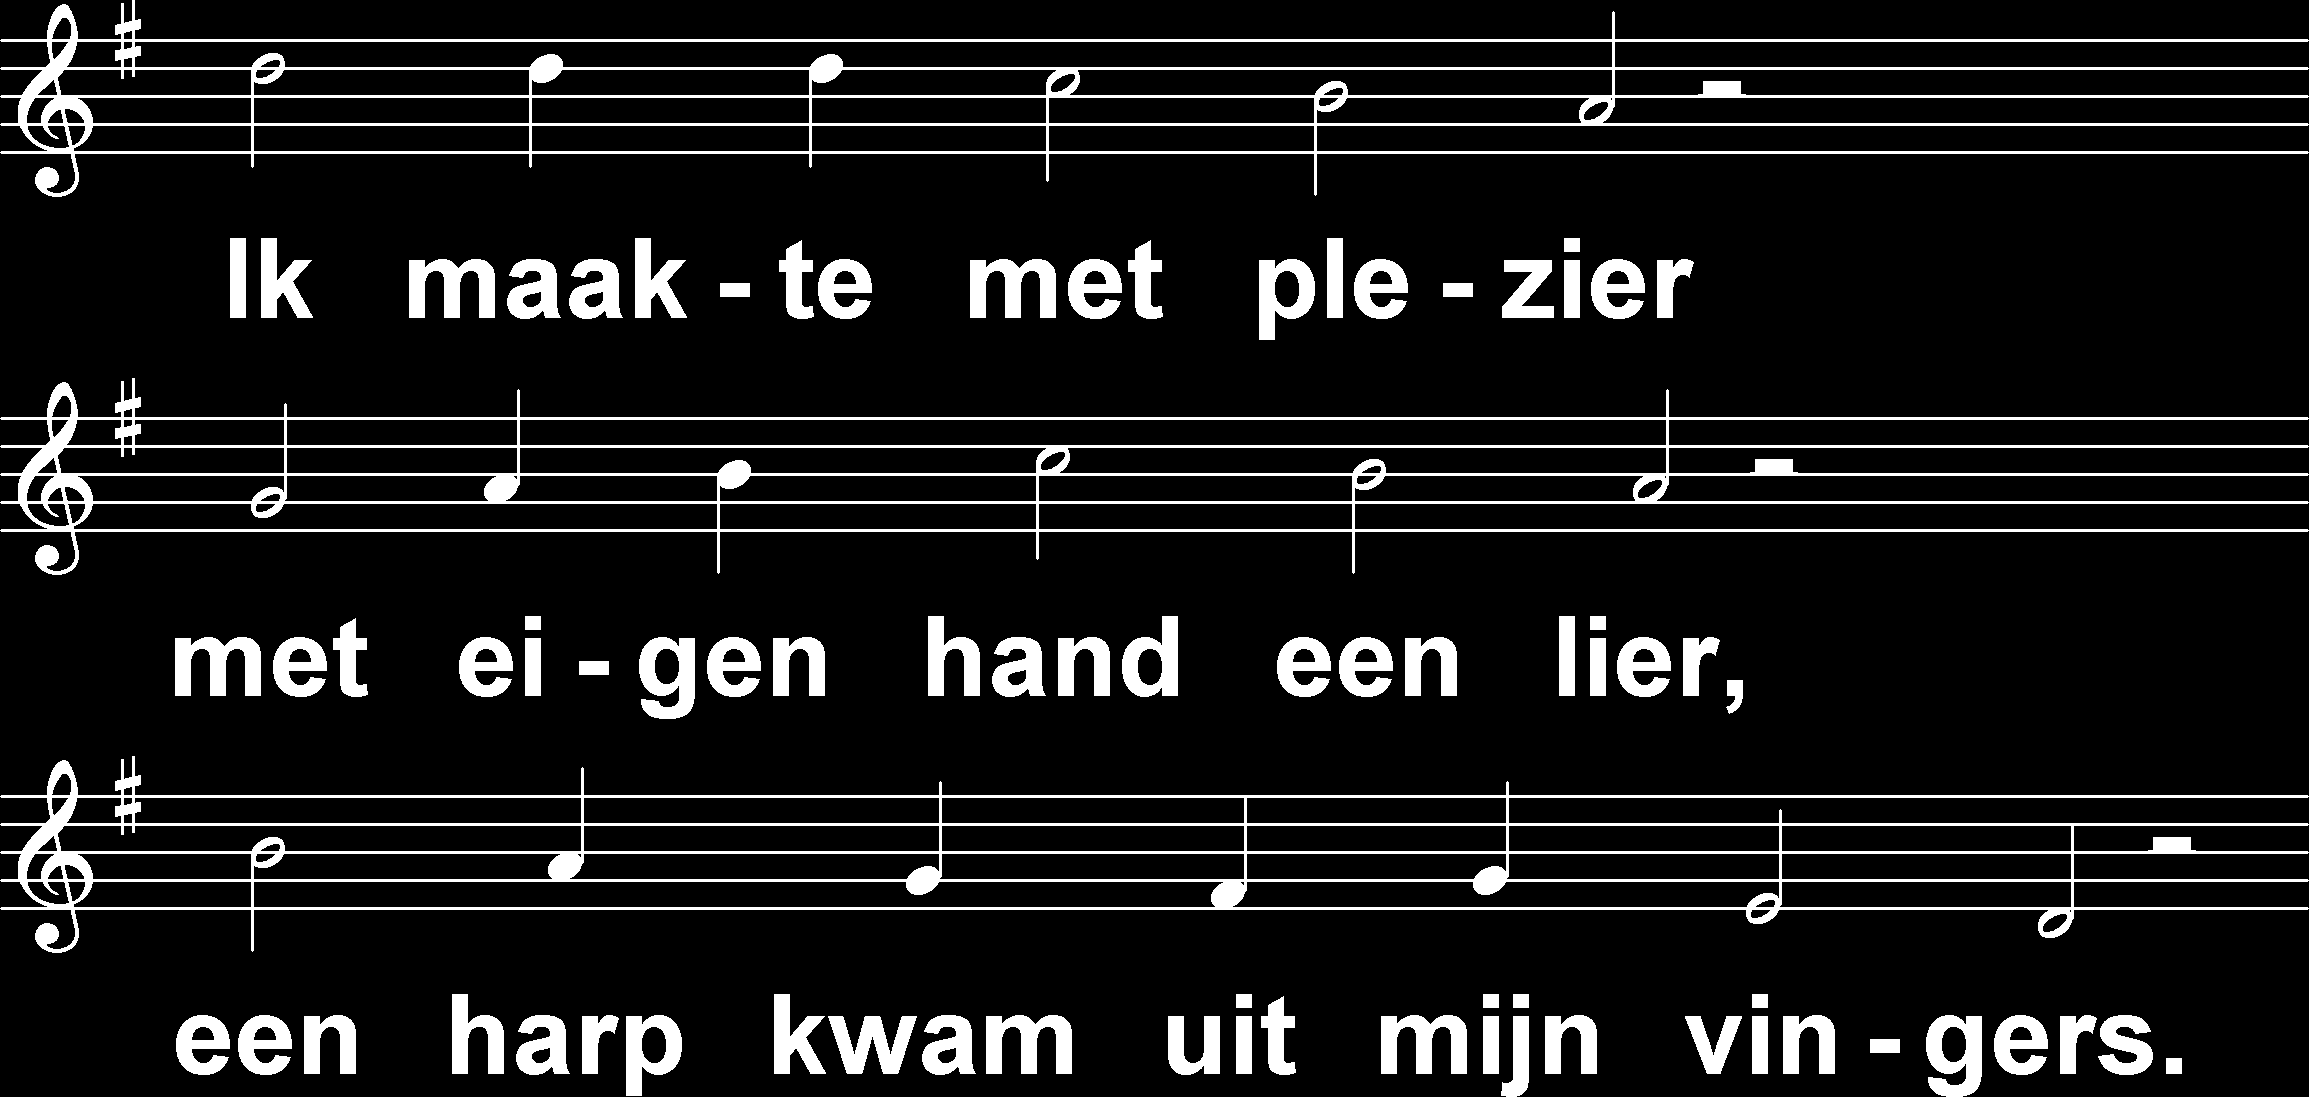 Ik maak - te met ple - zier
met ei - gen hand een lier,
een harp kwam uit mijn vin - gers.